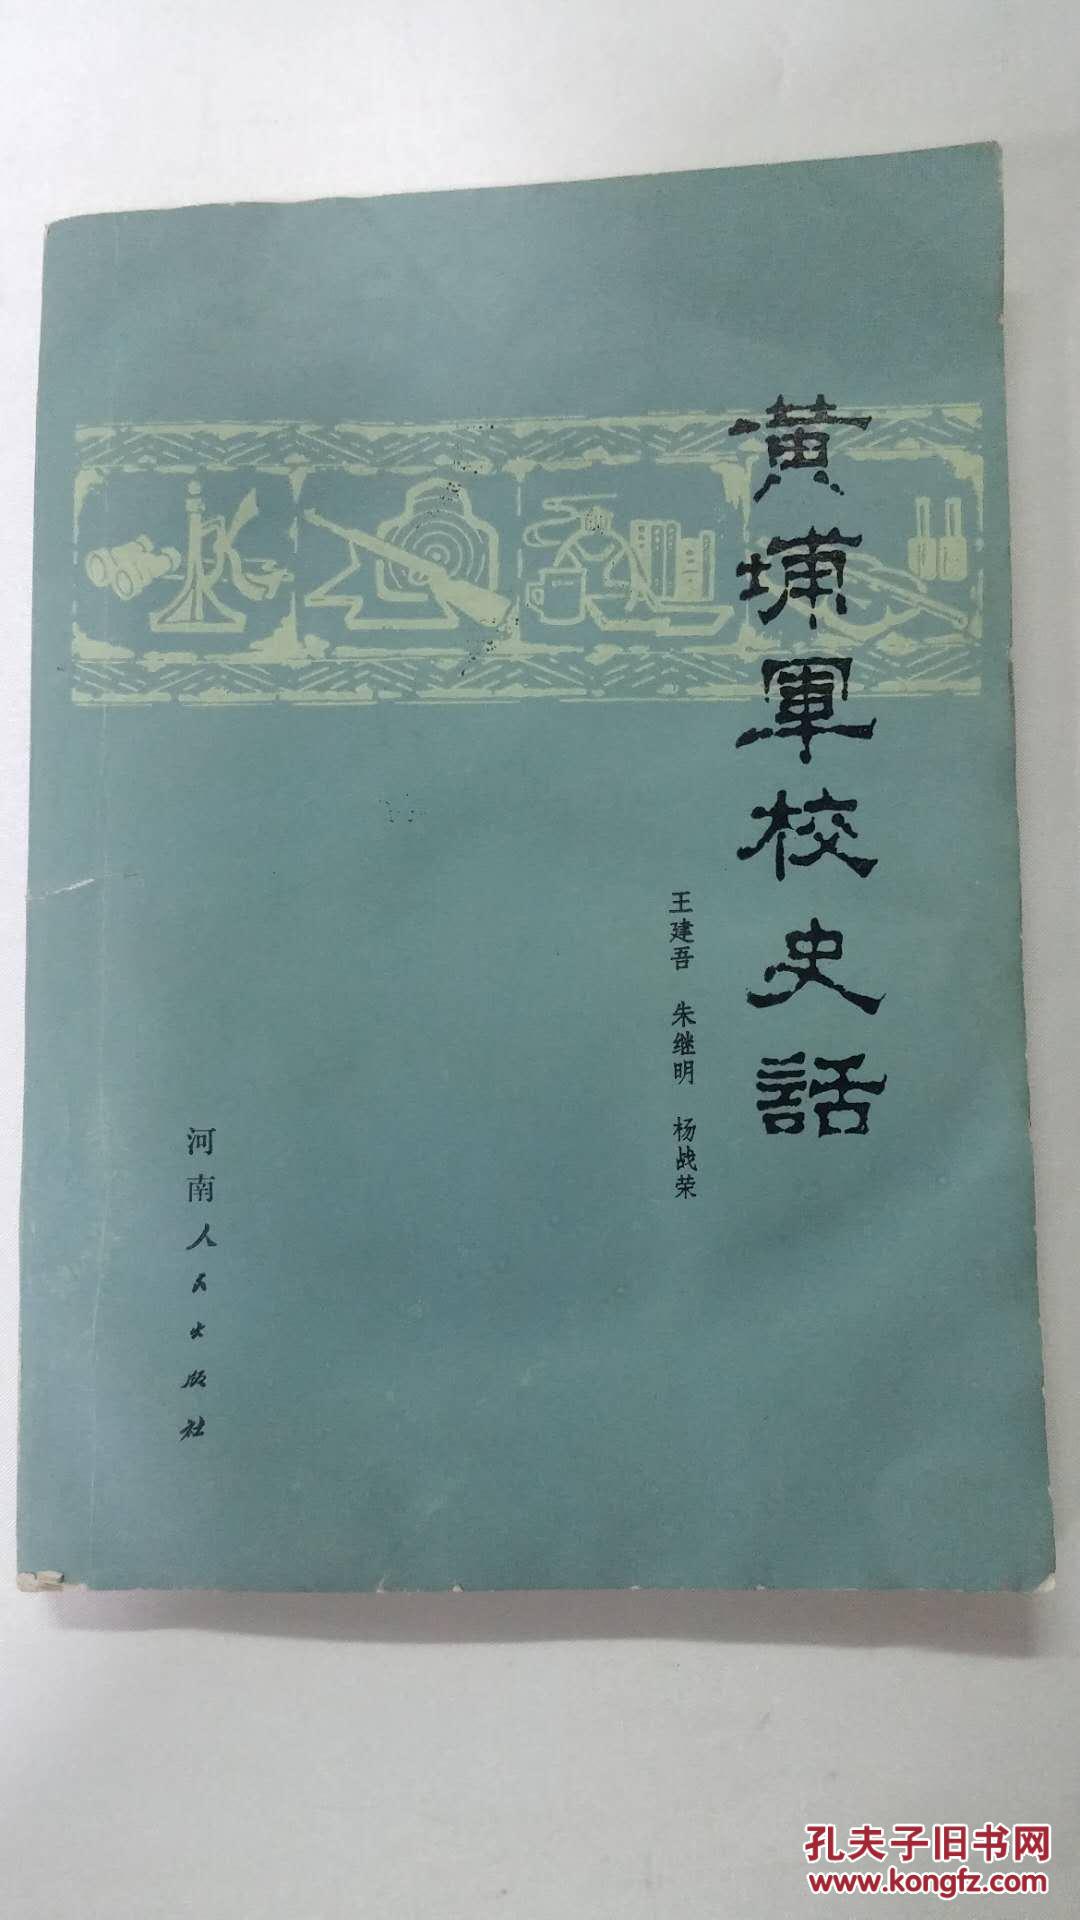 黄埔軍校史話
王建吾 朱继明 杨战荣
河南人民出版社
孔夫子旧书网
www.kongfz.com